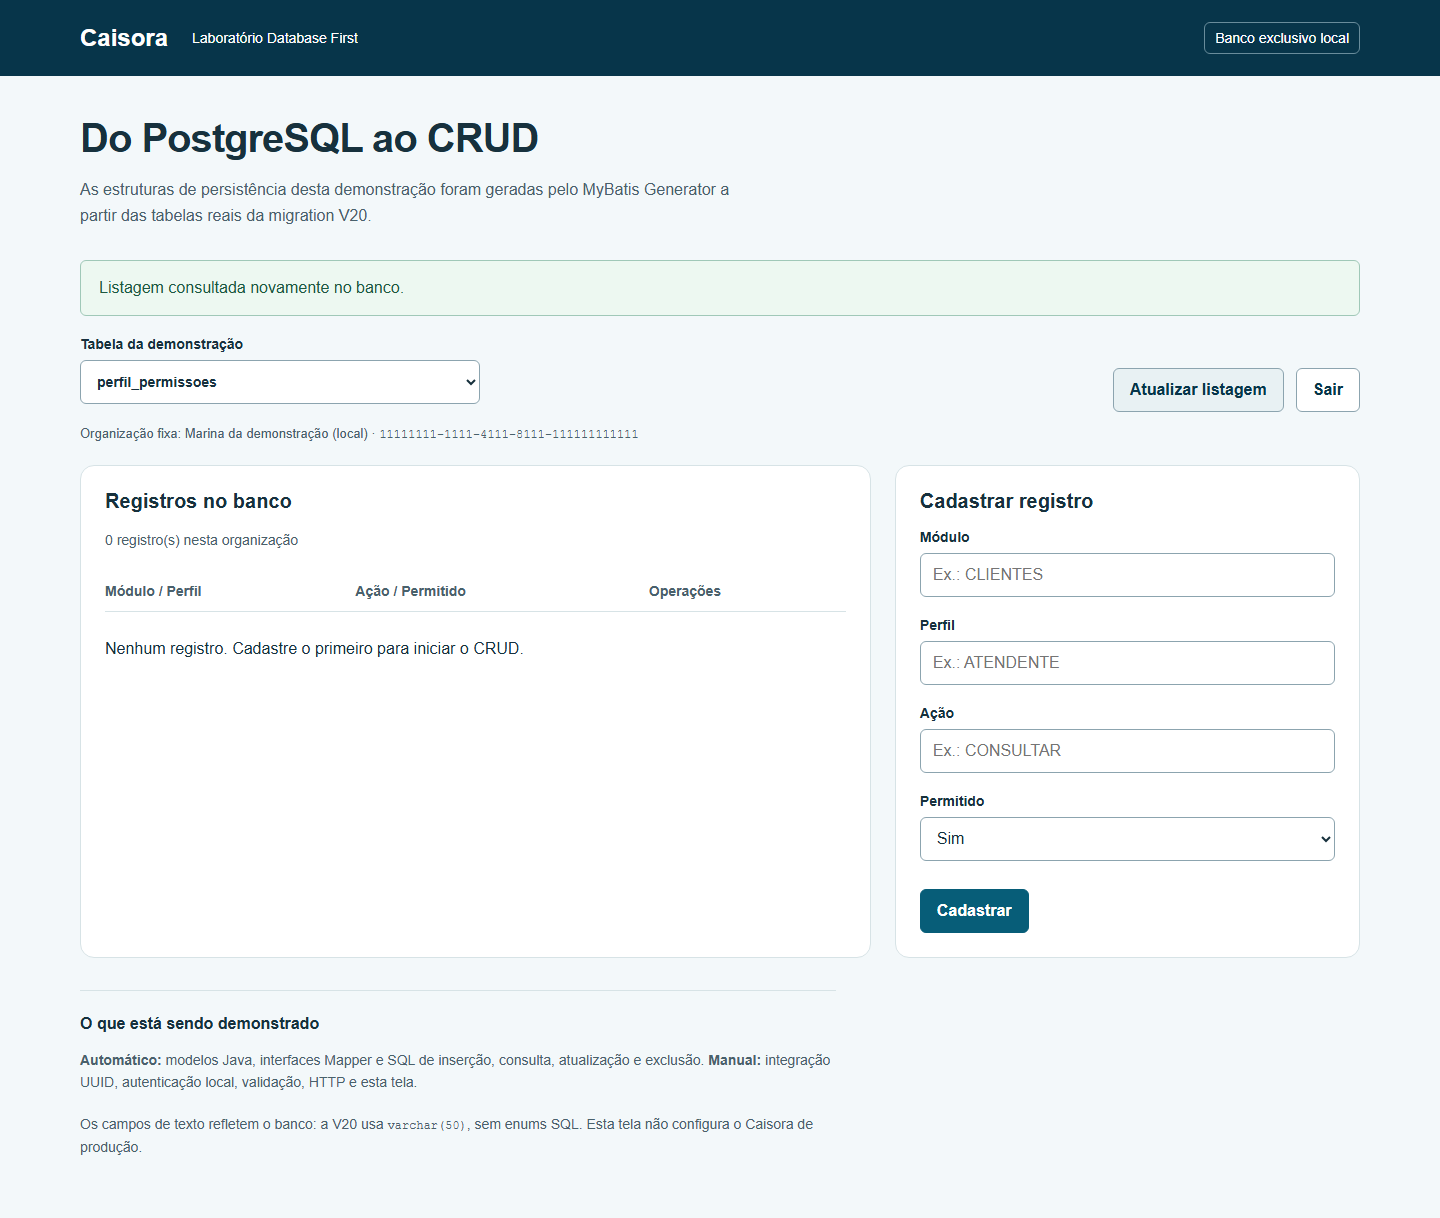 Caisora
Laboratório Database First
Banco exclusivo local
Do PostgreSQL ao CRUD
As estruturas de persistência desta demonstração foram geradas pelo MyBatis Generator a
partir das tabelas reais da migration V20.
Listagem consultada novamente no banco.
Tabela da demonstração
perfil_permissoes
Atualizar listagem
Sair
Organização fixa: Marina da demonstração (local) · 11111111-1111-4111-8111-111111111111
Registros no banco
0 registro(s) nesta organização
Módulo / Perfil
Ação / Permitido
Operações
Nenhum registro. Cadastre o primeiro para iniciar o CRUD.
Cadastrar registro
Módulo
Ex.: CLIENTES
Perfil
Ex.: ATENDENTE
Ação
Ex.: CONSULTAR
Permitido
Sim
Cadastrar
O que está sendo demonstrado
Automático: modelos Java, interfaces Mapper e SQL de inserção, consulta, atualização e exclusão. Manual: integração
UUID, autenticação local, validação, HTTP e esta tela.
Os campos de texto refletem o banco: a V20 usa varchar(50), sem enums SQL. Esta tela não configura o Caisora de
produção.